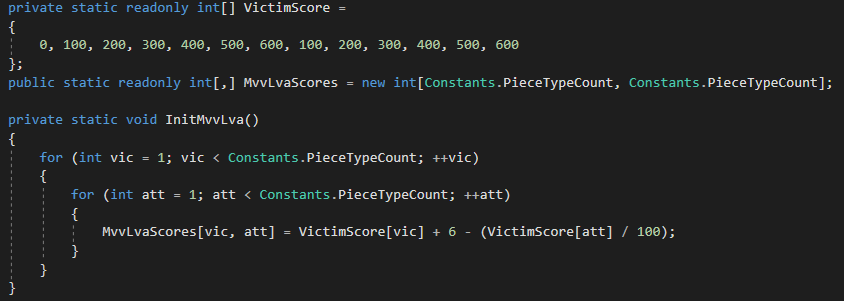 private static readonly int[] VictimScore =
{
    0, 100, 200, 300, 400, 500, 600, 100, 200, 300, 400, 500, 600
};
public static readonly int[,] MvvLvaScores = new int[Constants.PieceTypeCount, Constants.PieceTypeCount];

private static void InitMvvLva()
{
    for (int vic = 1; vic < Constants.PieceTypeCount; ++vic)
    {
        for (int att = 1; att < Constants.PieceTypeCount; ++att)
        {
            MvvLvaScores[vic, att] = VictimScore[vic] + 6 - (VictimScore[att] / 100);
        }
    }
}